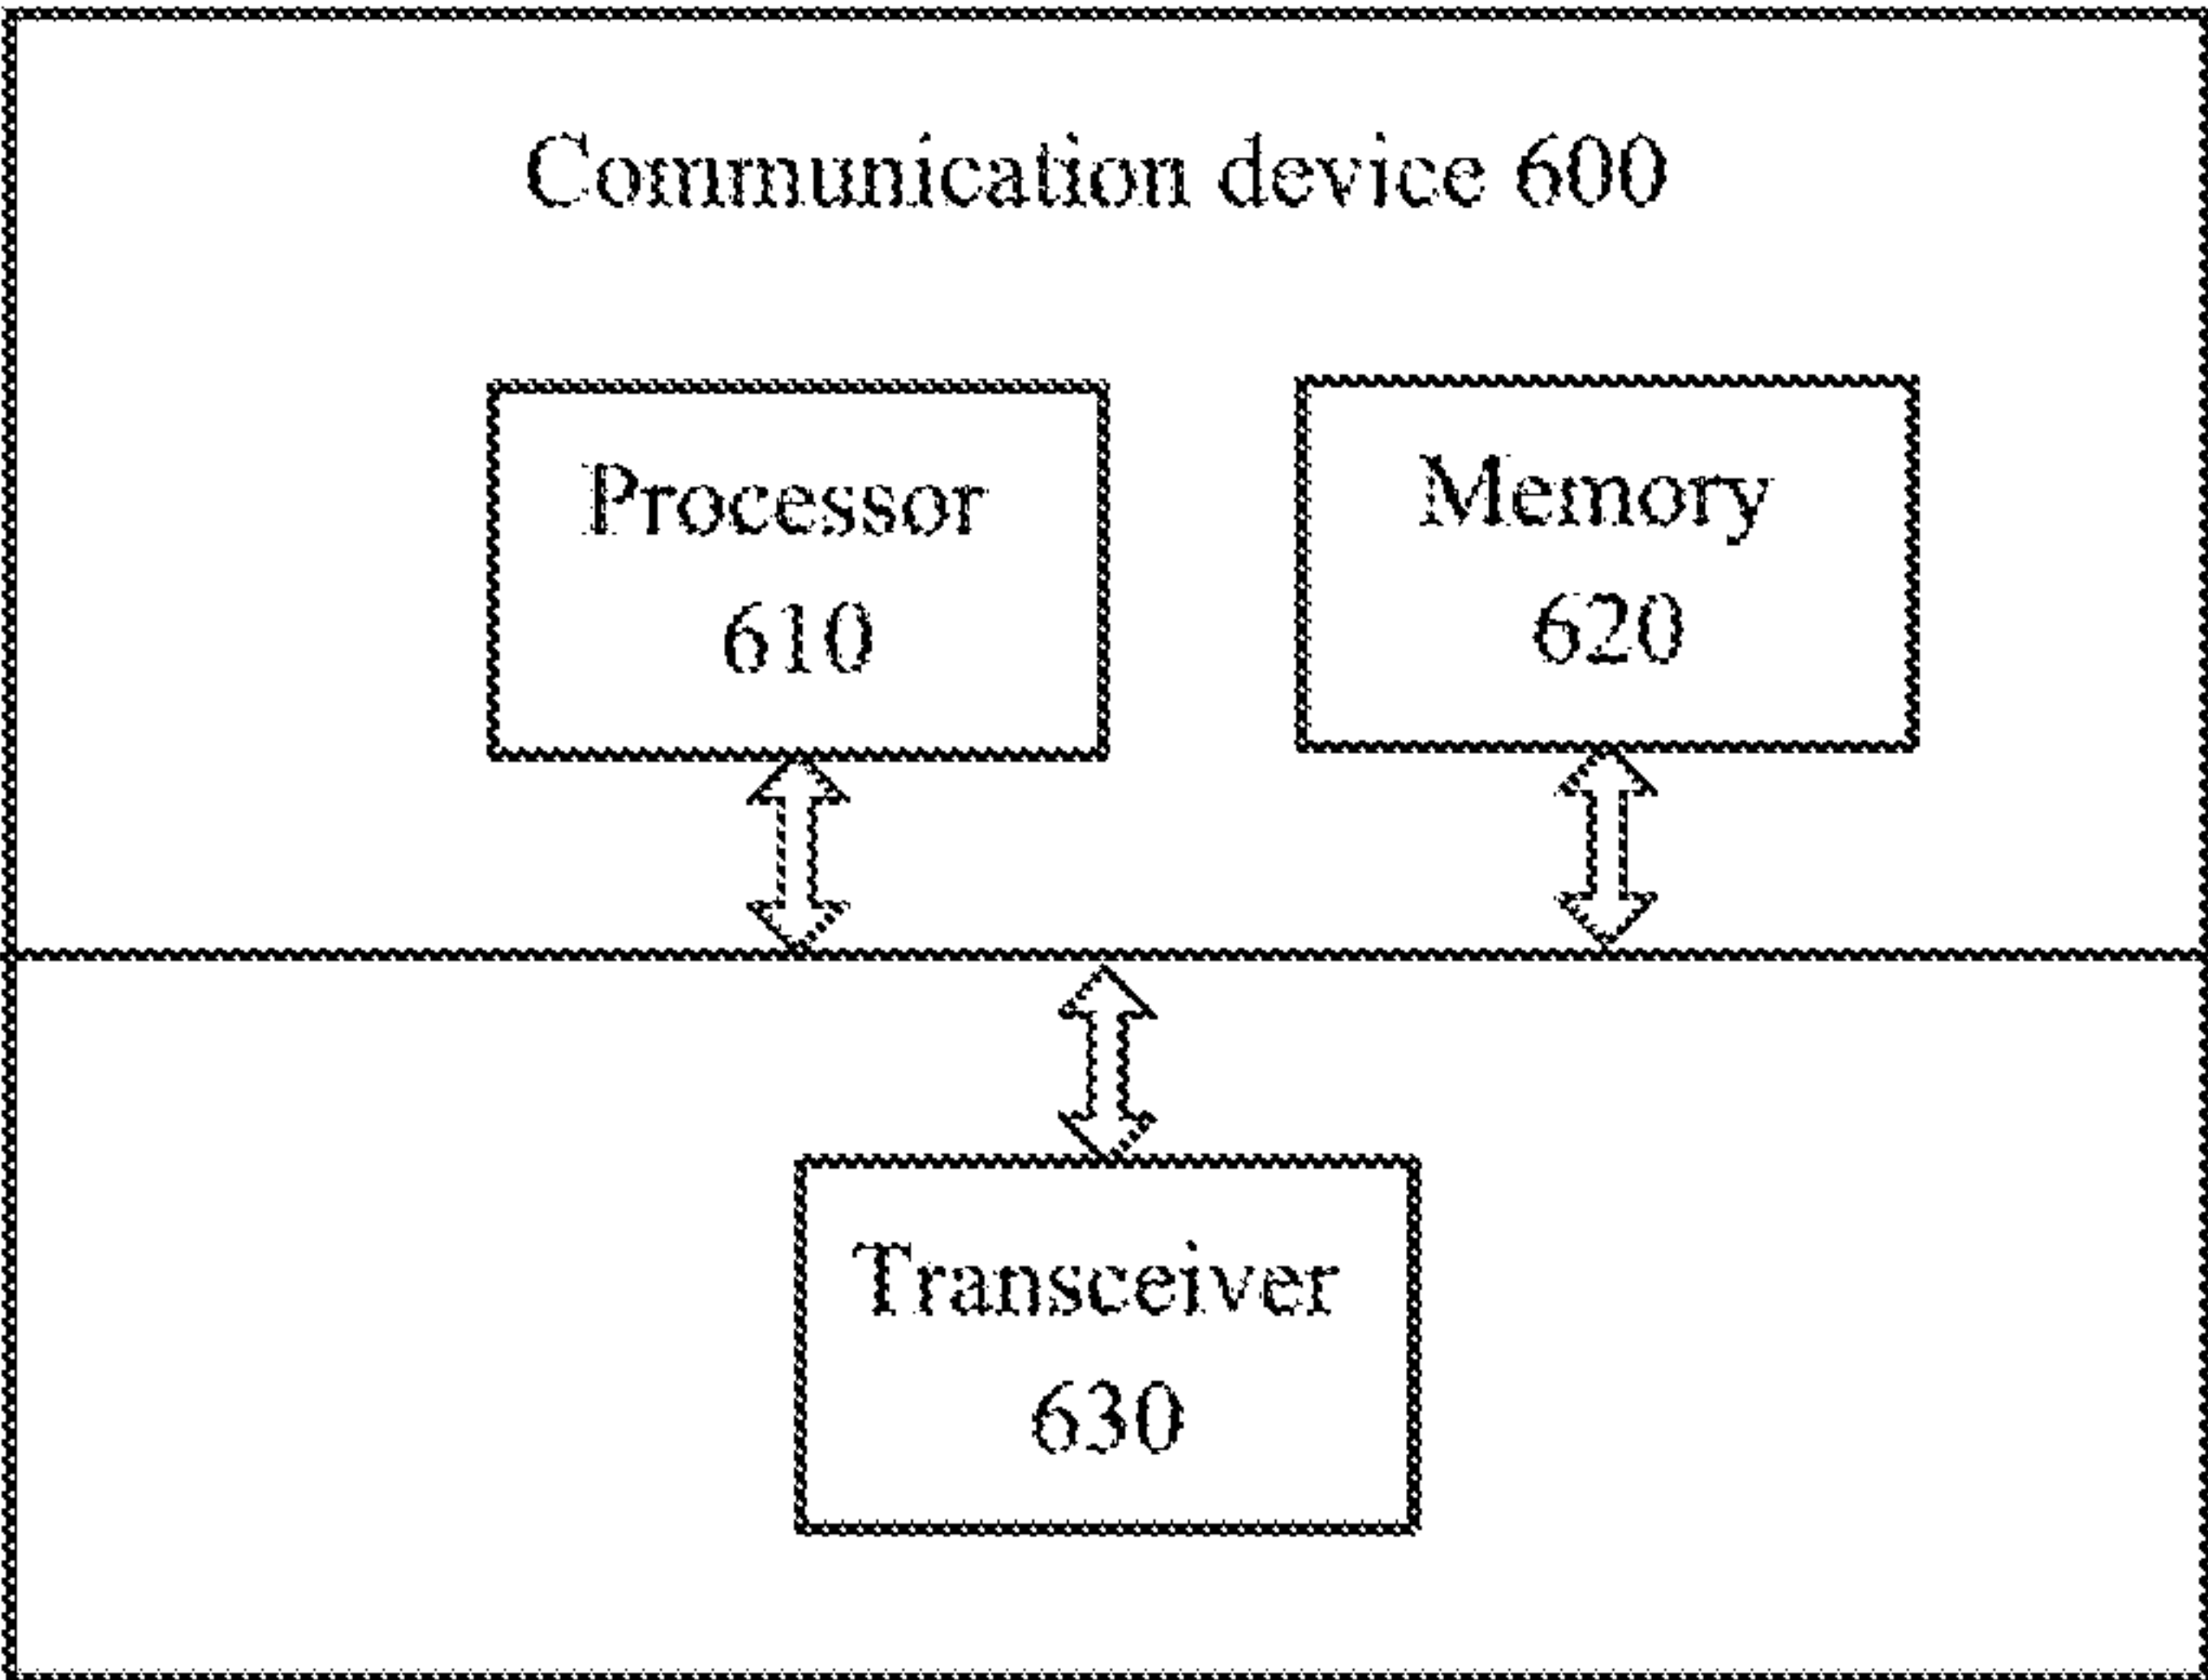 Communication device 600
Processor
610
Memory
620
Transceiver
630